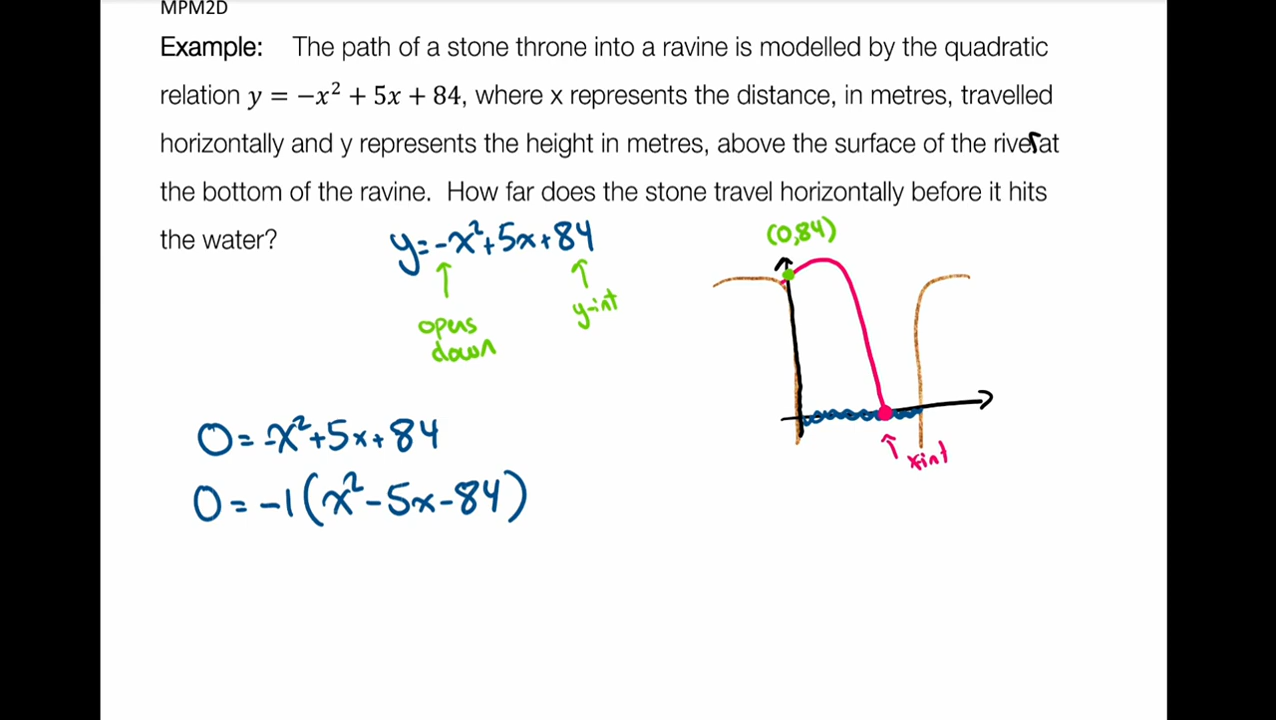 MPM2D
Example: The path of a stone throne into a ravine is modelled by the quadratic
relation y = −x² + 5x + 84, where x represents the distance, in metres, travelled
horizontally and y represents the height in metres, above the surface of the river at
the bottom of the ravine. How far does the stone travel horizontally before it hits
the water?
y=-x²+5x+84
↑ ↑
opens
down
y-int
(0,84)
↑ x-int
0=-x²+5x+84
0=-1(x²-5x-84)